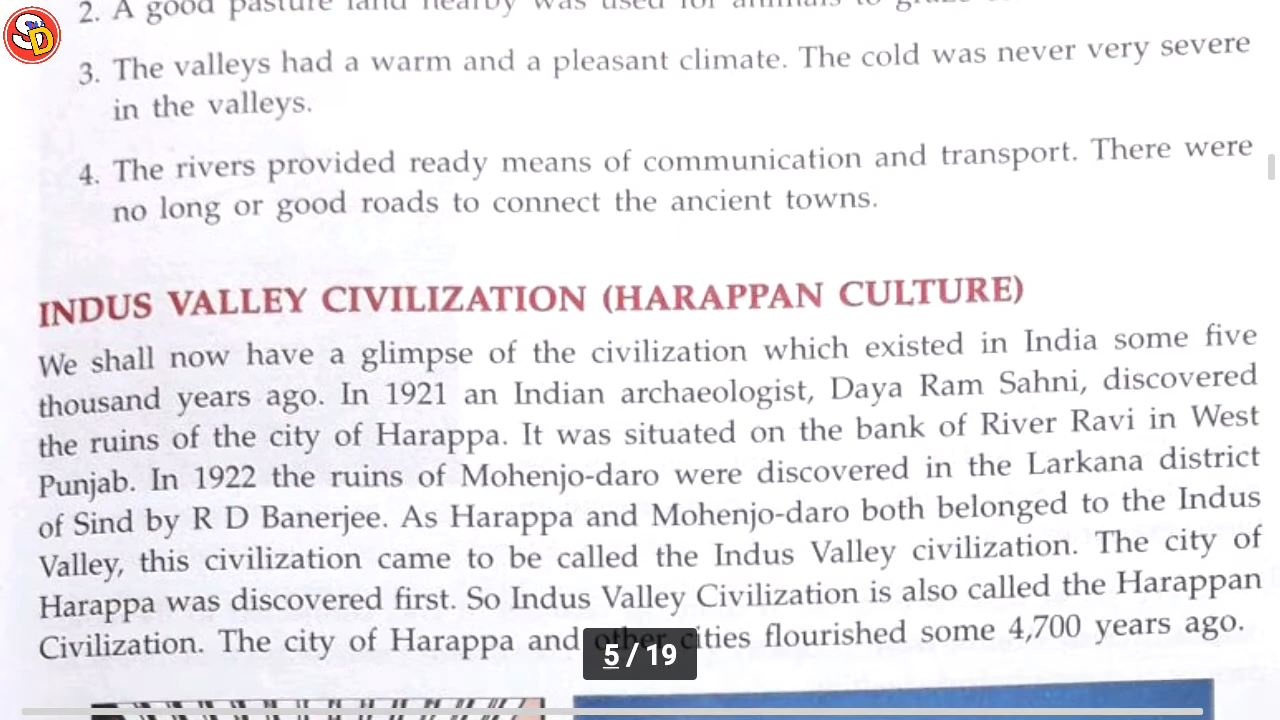 2. A good pasture land nearby was used for animals to graze
3. The valleys had a warm and a pleasant climate. The cold was never very severe
in the valleys.
4. The rivers provided ready means of communication and transport. There were
no long or good roads to connect the ancient towns.
INDUS VALLEY CIVILIZATION (HARAPPAN CULTURE)
We shall now have a glimpse of the civilization which existed in India some five
thousand years ago. In 1921 an Indian archaeologist, Daya Ram Sahni, discovered
the ruins of the city of Harappa. It was situated on the bank of River Ravi in West
Punjab. In 1922 the ruins of Mohenjo-daro were discovered in the Larkana district
of Sind by R D Banerjee. As Harappa and Mohenjo-daro both belonged to the Indus
Valley, this civilization came to be called the Indus Valley civilization. The city of
Harappa was discovered first. So Indus Valley Civilization is also called the Harappan
Civilization. The city of Harappa and other cities flourished some 4,700 years ago.
5 / 19